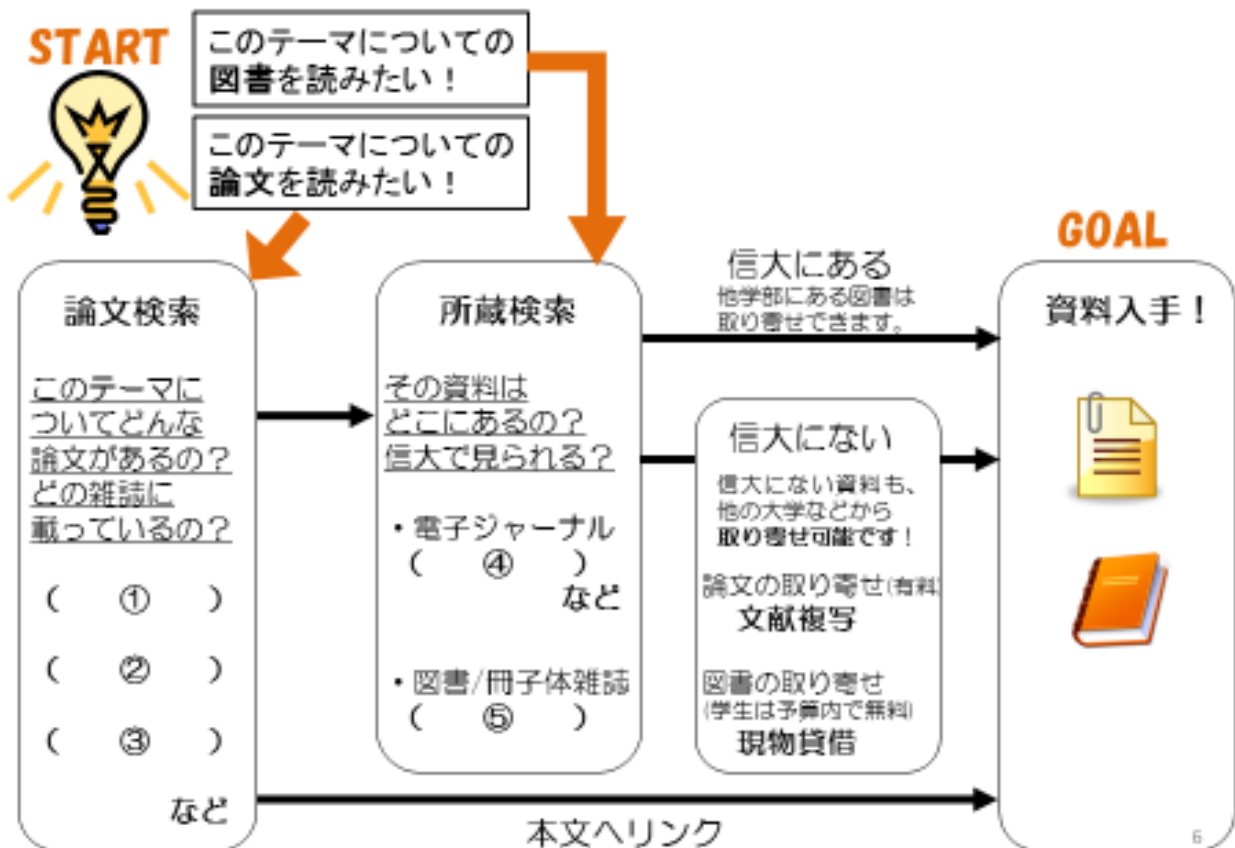 START
このテーマについての
図書を読みたい！
このテーマについての
論文を読みたい！
論文検索
このテーマに
ついてどんな
論文があるの？
どの雑誌に
載っているの？
( ① )
( ② )
( ③ )
など
所蔵検索
その資料は
どこにあるの？
信大で見られる？
・電子ジャーナル
( ④ )
など
・図書/冊子体雑誌
( ⑤ )
信大にある
他学部にある図書は
取り寄せできます。
信大にない
信大にない資料も、
他の大学などから
取り寄せ可能です！
論文の取り寄せ(有料)
文献複写
図書の取り寄せ
(学生は予算内で無料)
現物貸借
本文へリンク
GOAL
資料入手！
6